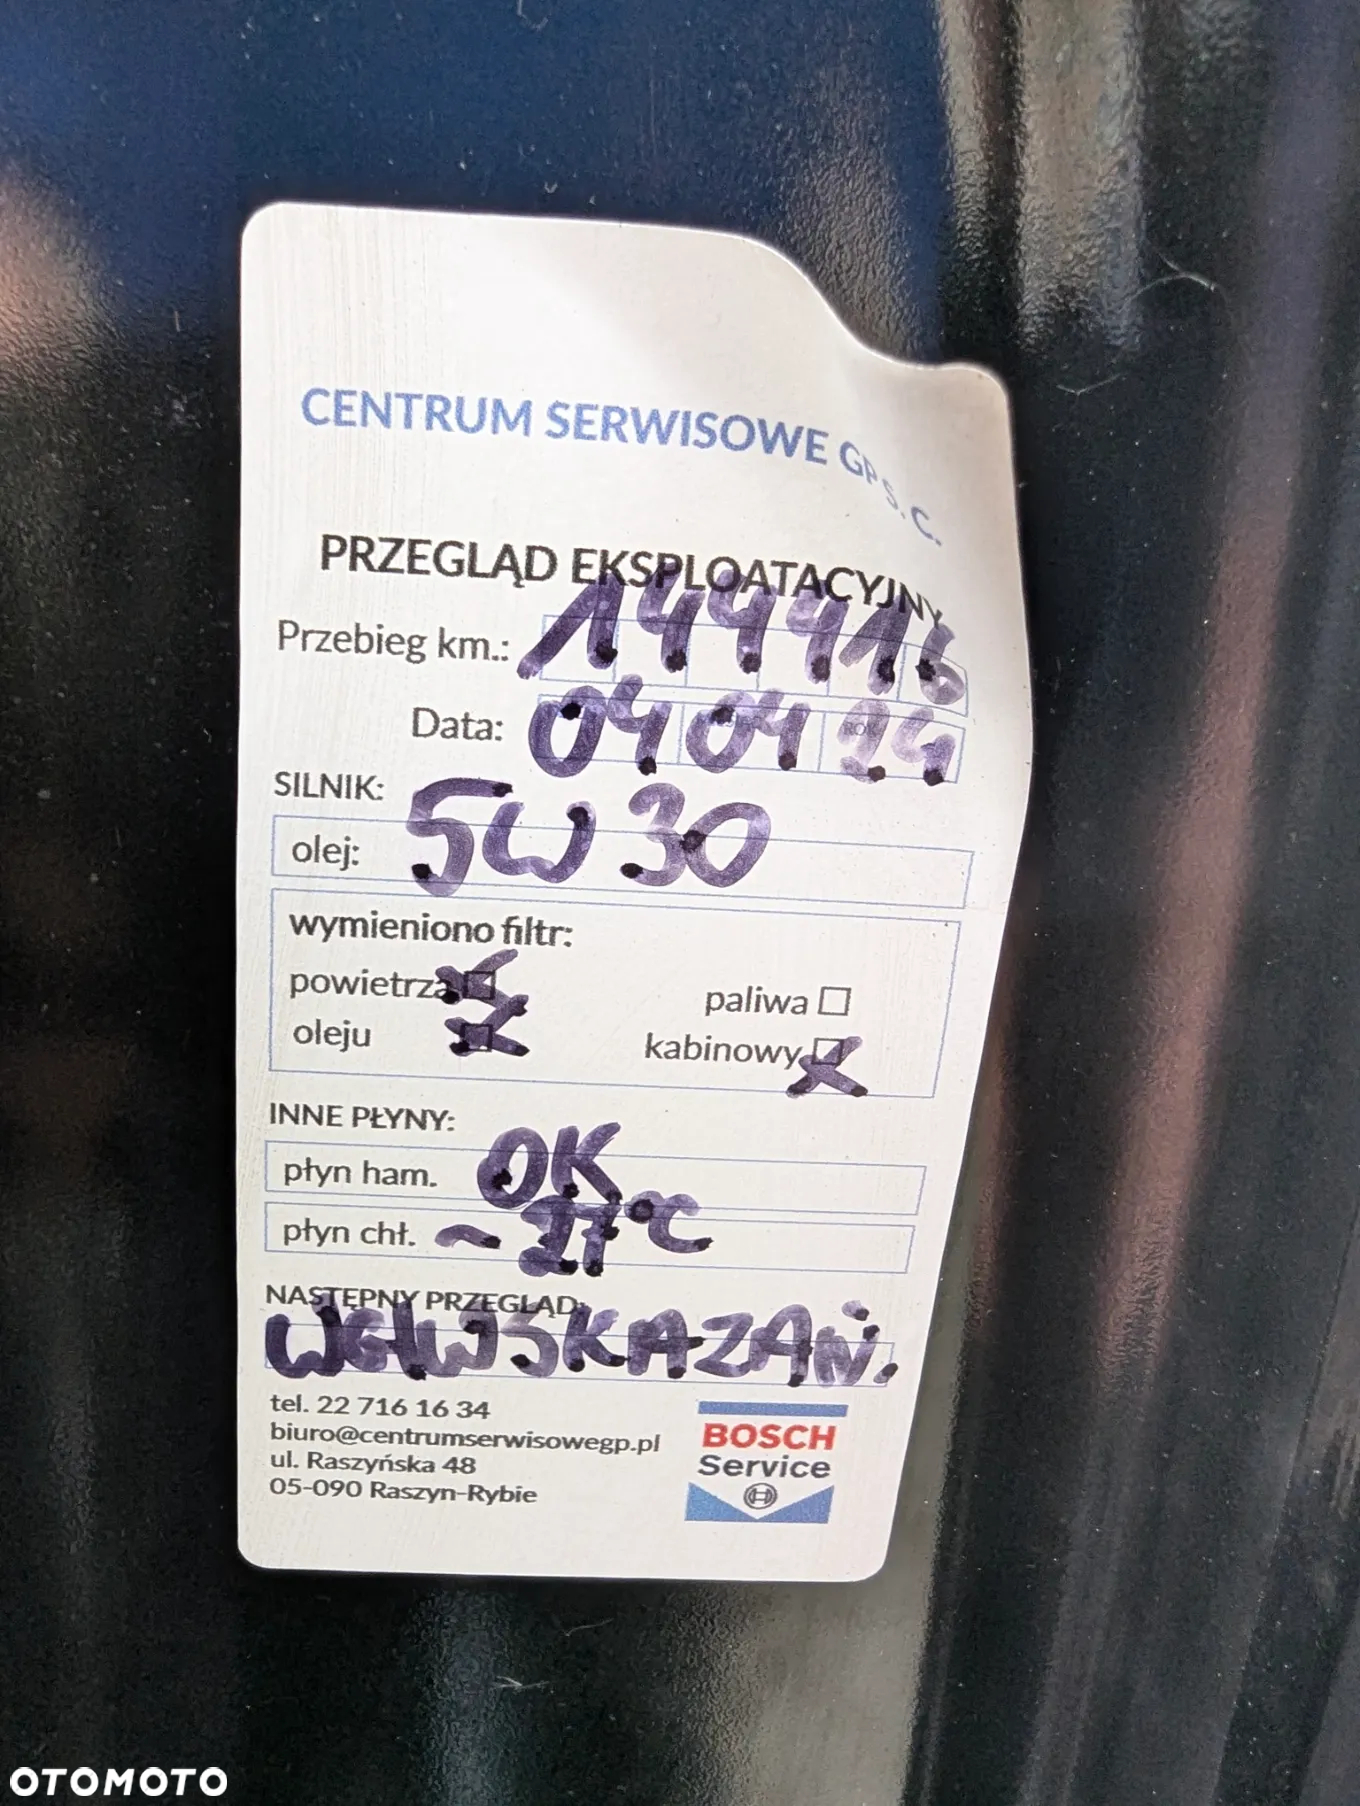 CENTRUM SERWISOWE GP S.C.
PRZEGLĄD EKSPLOATACYJNY
Przebieg km.: 144416
Data: 04 04 24
SILNIK:
olej: 5W30
wymieniono filtr:
powietrza paliwa
oleju kabinowy
INNE PŁYNY:
płyn ham. OK
płyn chł. ~ -27°C
NASTĘPNY PRZEGLĄD:
WGWSKAZAŃ.
tel. 22 716 16 34
biuro@centrumserwisowegp.pl
ul. Raszyńska 48
05-090 Raszyn-Rybie
BOSCH
Service
OTOMOTO